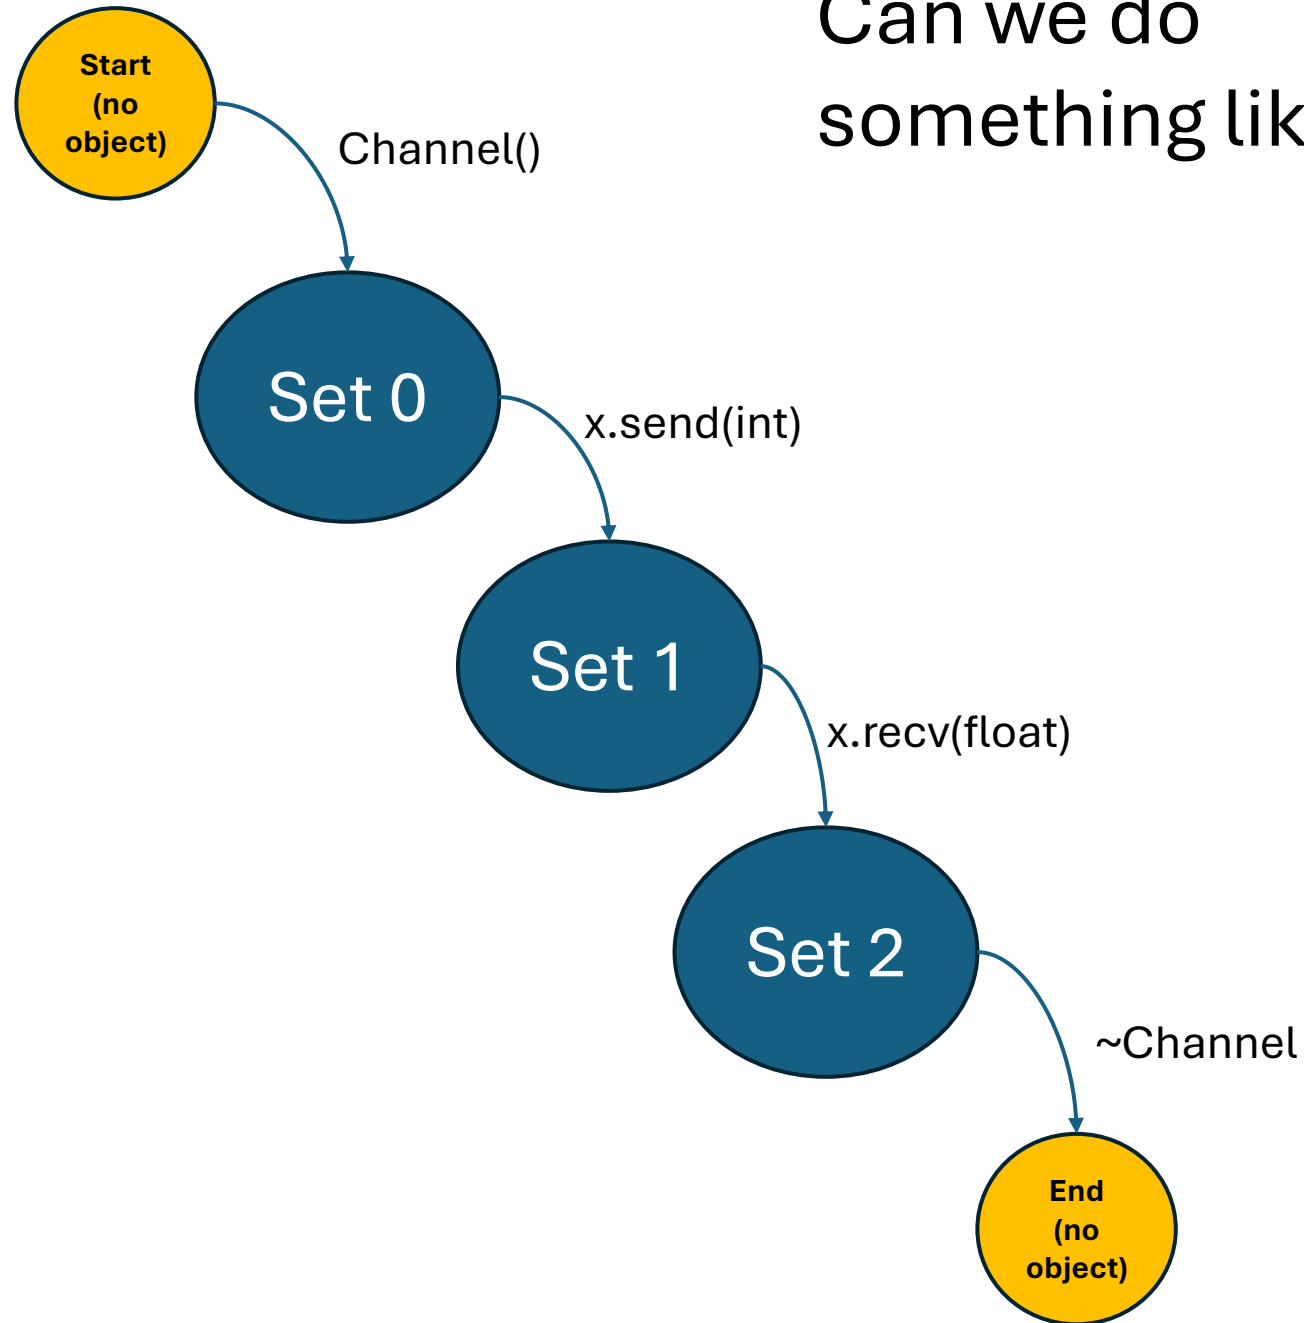 Can we do
something lik
Start
(no
object)
Channel()
Set 0
x.send(int)
Set 1
x.recv(float)
Set 2
~Channel
End
(no
object)